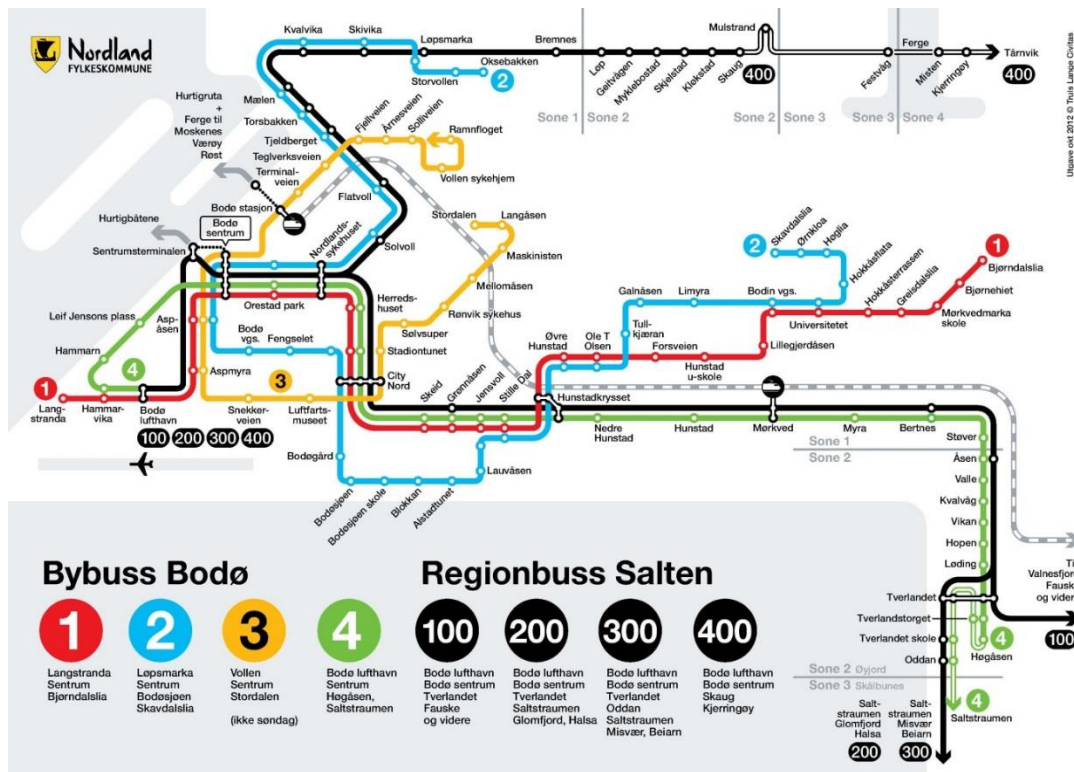 Nordland
FYLKESKOMMUNE
Kvalvika
Skivika
Løpsmarka
Oksebakken
Storvollen
2
Bremnes
Løp
Geitvågen
Myklebostad
Skjelstad
Klekstad
Skaug
Mulstrand
400
Festvåg
Ferge
Misten
Kjerringøy
Tårnvik
400
Sone 1
Sone 2
Sone 2
Sone 3
Sone 3
Sone 4
Utgave okt 2012 © Truls Lange Civitas
Hurtigruta
+
Ferge til
Moskenes
Værøy
Røst
Mælen
Torsbakken
Tjeldberget
Teglverksveien
Terminal-
veien
Bodø stasjon
Fjellveien
Årnesveien
Solliveien
Ramnfloget
Vollen sykehjem
Flatvoll
Solvoll
Hurtigbåtene
Sentrumsterminalen
Bodø
sentrum
Nordlands-
sykehuset
Stordalen
Langåsen
Maskinisten
Mellomåsen
Rønvik sykehus
Sølvsuper
Stadiontunet
City
Nord
Orestad park
Herreds-
huset
Leif Jensons plass
Asp-
åsen
Bodø
vgs.
Fengselet
Hammarn
4
Aspmyra
3
1
Lang-
stranda
Hammar-
vika
Bodø
lufthavn
100
200
300
400
Snekker-
veien
Luftfarts-
museet
Bodøgård
Bodøsjøen
Bodøsjøen skole
Blokkan
Alstadtunet
Lauvåsen
Skeid
Grønnåsen
Jensvoll
Stille Dal
Øvre
Hunstad
Ole T
Olsen
Tull-
kjæran
Galnåsen
Limyra
Bodin vgs.
2
Skavdalslia
Ørnkloa
Høglia
Hokkåsflata
Hokkåsterrassen
Greisdalslia
1
Bjørndalslia
Bjørnehiet
Mørkvedmarka
skole
Universitetet
Lillegjerdåsen
Forsveien
Hunstad
u-skole
Hunstadkrysset
Nedre
Hunstad
Hunstad
Mørkved
Myra
Bertnes
Sone 1
Sone 2
Støver
Åsen
Valle
Kvalvåg
Vikan
Hopen
Løding
Tverlandet
Tverlandstorget
Tverlandet skole
Oddan
4
Høgåsen
Ti
Valnesfjor
Fausk
og vider
100
Sone 2 Øyjord
Sone 3 Skålbunes
4
Saltstraumen
Salt-
straumen
Glomfjord
Halsa
200
Salt-
straumen
Misvær
Beiarn
300
Bybuss Bodø
1
Langstranda
Sentrum
Bjørndalslia
2
Løpsmarka
Sentrum
Bodøsjøen
Skavdalslia
3
Vollen
Sentrum
Stordalen
(ikke søndag)
4
Bodø lufthavn
Sentrum
Høgåsen,
Saltstraumen
Regionbuss Salten
100
Bodø lufthavn
Bodø sentrum
Tverlandet
Fauske
og videre
200
Bodø lufthavn
Bodø sentrum
Tverlandet
Saltstraumen
Glomfjord, Halsa
300
Bodø lufthavn
Bodø sentrum
Tverlandet
Oddan
Saltstraumen
Misvær, Beiarn
400
Bodø lufthavn
Bodø sentrum
Skaug
Kjerringøy